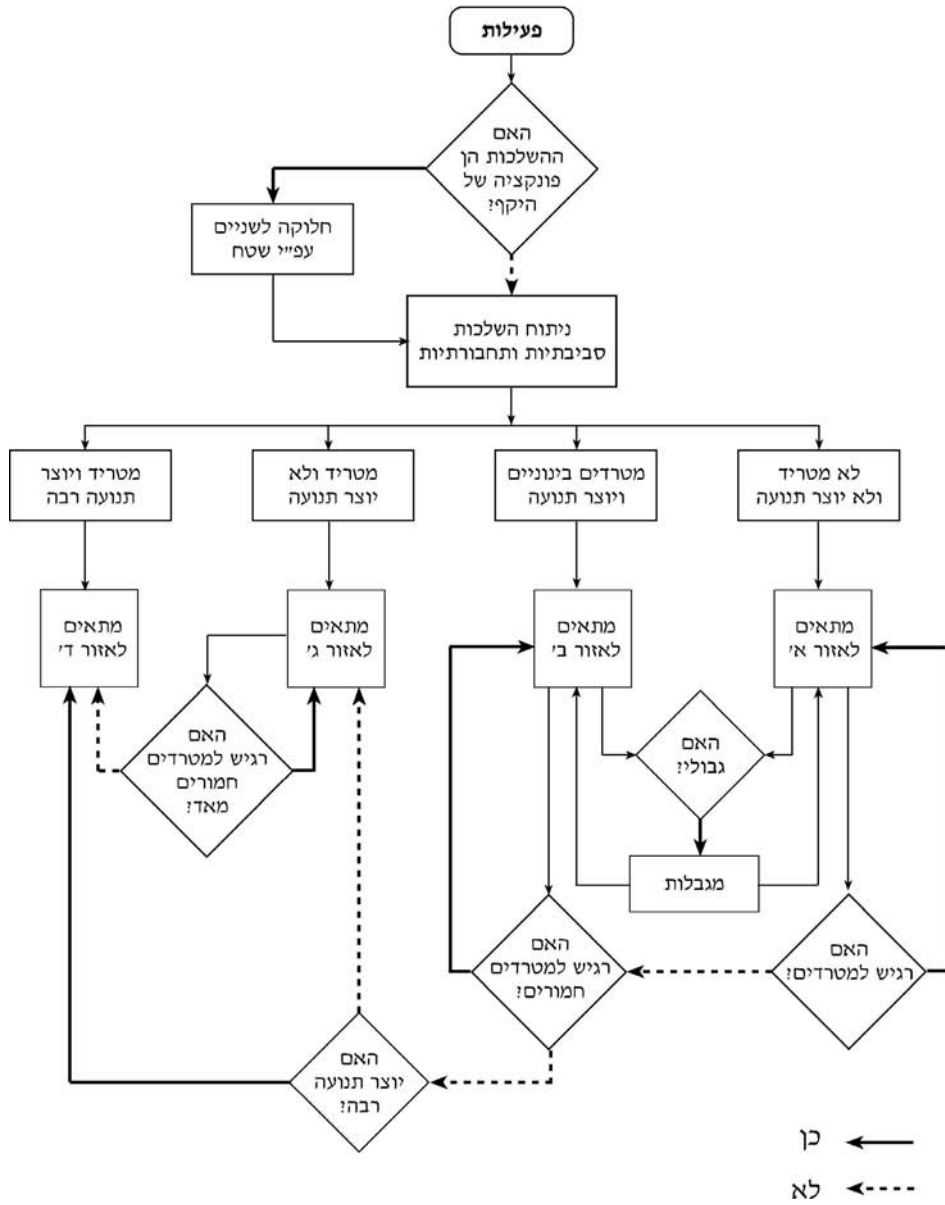 פעילות
האם
ההשלכות הן
פונקציה של
היקף?
חלוקה לשניים
עפ״י שטח
ניתוח השלכות
סביבתיות ותחבורתיות
לא מטריד
ולא יוצר תנועה
מטרדים בינוניים
ויוצר תנועה
מטריד ולא
יוצר תנועה
מטריד ויוצר
תנועה רבה
מתאים
לאזור א׳
מתאים
לאזור ב׳
מתאים
לאזור ג׳
מתאים
לאזור ד׳
האם
גבולי?
האם
רגיש למטרדים
חמורים
מאד?
מגבלות
האם
רגיש למטרדים?
האם
רגיש למטרדים
חמורים?
האם
יוצר תנועה
רבה?
כן
לא